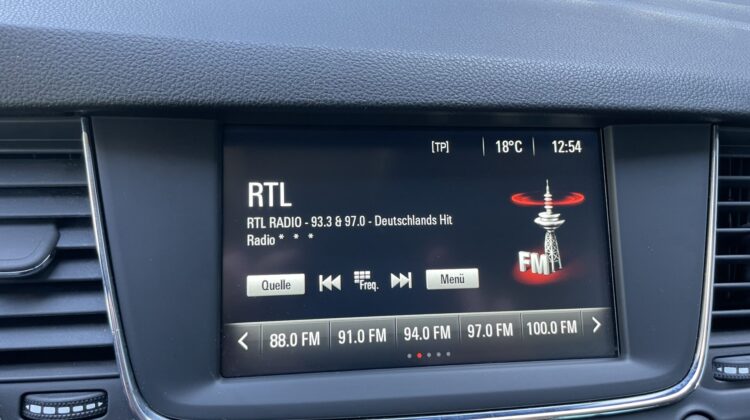 [TP] 18°C 12:54
RTL
RTL RADIO - 93.3 & 97.0 - Deutschlands Hit
Radio * * *
FM
Quelle Freq. Menü
88.0 FM 91.0 FM 94.0 FM 97.0 FM 100.0 FM